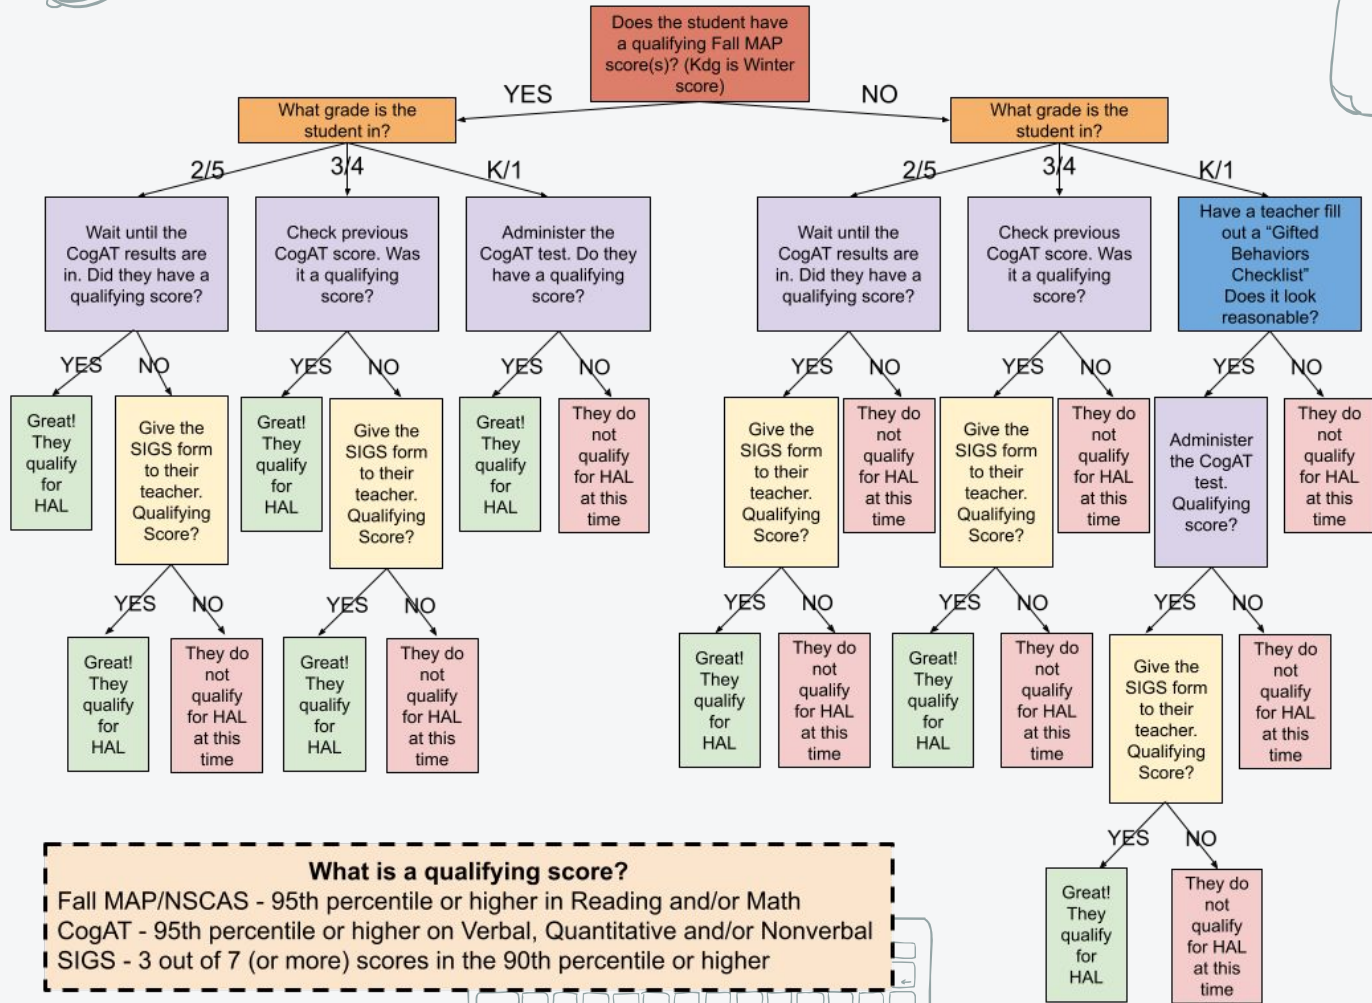 Does the student have
a qualifying Fall MAP
score(s)? (Kdg is Winter
score)
YES
NO
What grade is the
student in?
What grade is the
student in?
2/5
3/4
K/1
2/5
3/4
K/1
Wait until the
CogAT results are
in. Did they have a
qualifying score?
Check previous
CogAT score. Was
it a qualifying
score?
Administer the
CogAT test. Do they
have a qualifying
score?
Wait until the
CogAT results are
in. Did they have a
qualifying score?
Check previous
CogAT score. Was
it a qualifying
score?
Have a teacher fill
out a “Gifted
Behaviors
Checklist”
Does it look
reasonable?
YES
NO
YES
NO
YES
NO
YES
NO
YES
NO
YES
NO
Great!
They
qualify
for
HAL
Give the
SIGS form
to their
teacher.
Qualifying
Score?
Great!
They
qualify
for
HAL
Give the
SIGS form
to their
teacher.
Qualifying
Score?
Great!
They
qualify
for
HAL
They do
not
qualify
for HAL
at this
time
Give the
SIGS form
to their
teacher.
Qualifying
Score?
They do
not
qualify
for HAL
at this
time
Give the
SIGS form
to their
teacher.
Qualifying
Score?
They do
not
qualify
for HAL
at this
time
Administer
the CogAT
test.
Qualifying
score?
They do
not
qualify
for HAL
at this
time
YES
NO
YES
NO
YES
NO
YES
NO
YES
NO
Great!
They
qualify
for
HAL
They do
not
qualify
for HAL
at this
time
Great!
They
qualify
for
HAL
They do
not
qualify
for HAL
at this
time
Great!
They
qualify
for
HAL
They do
not
qualify
for HAL
at this
time
Great!
They
qualify
for
HAL
They do
not
qualify
for HAL
at this
time
Give the
SIGS form
to their
teacher.
Qualifying
Score?
They do
not
qualify
for HAL
at this
time
YES
NO
Great!
They
qualify
for
HAL
They do
not
qualify
for HAL
at this
time
What is a qualifying score?
Fall MAP/NSCAS - 95th percentile or higher in Reading and/or Math
CogAT - 95th percentile or higher on Verbal, Quantitative and/or Nonverbal
SIGS - 3 out of 7 (or more) scores in the 90th percentile or higher